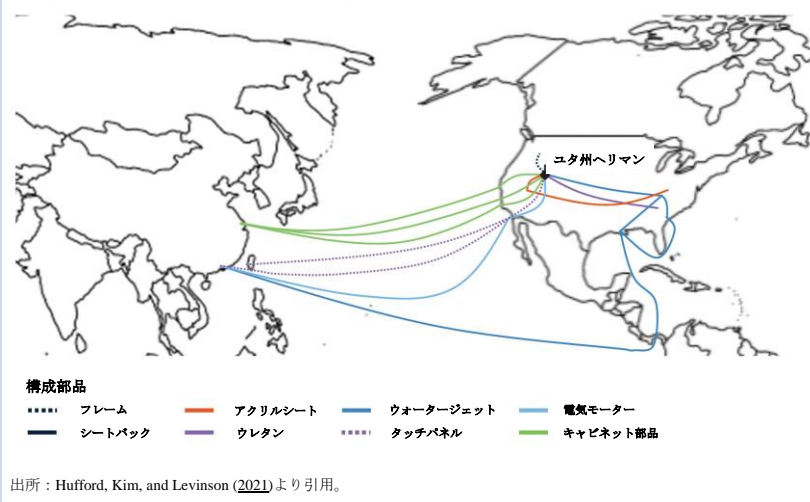 ユタ州ヘリマン
構成部品
フレーム アクリルシート ウォータージェット 電気モーター
シートバック ウレタン タッチパネル キャビネット部品
出所：Hufford, Kim, and Levinson (2021)より引用。